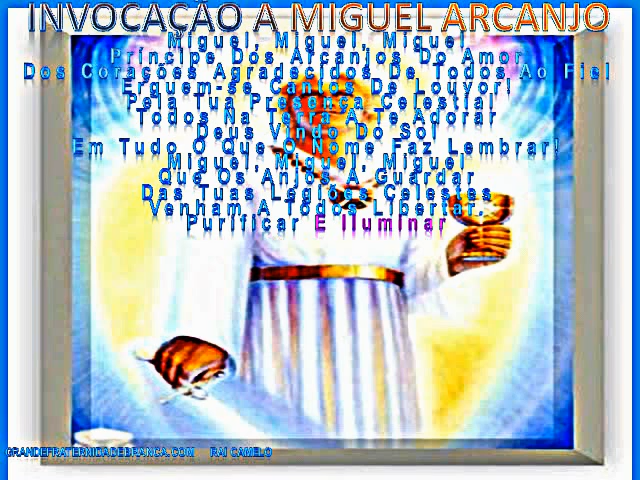 INVOCAÇÃO A MIGUEL ARCANJO
Miguel, Miguel, Miguel
Príncipe Dos Arcanjos Do Amor
Dos Corações Agradecidos De Todos Ao Fiel
Erguem-se Cantos De Louvor!
Pela Tua Presença Celestial
Todos Na Terra A Te Adorar
Deus Vindo Do Sol
Em Tudo O Que O Nome Faz Lembrar!
Miguel, Miguel, Miguel
Que Os Anjos A Guardar
Das Tuas Legiões Celestes
Venham A Todos Libertar,
Purificar E Iluminar
GRANDEFRATERNIDADEBRANCA.COM RAI CAMELO